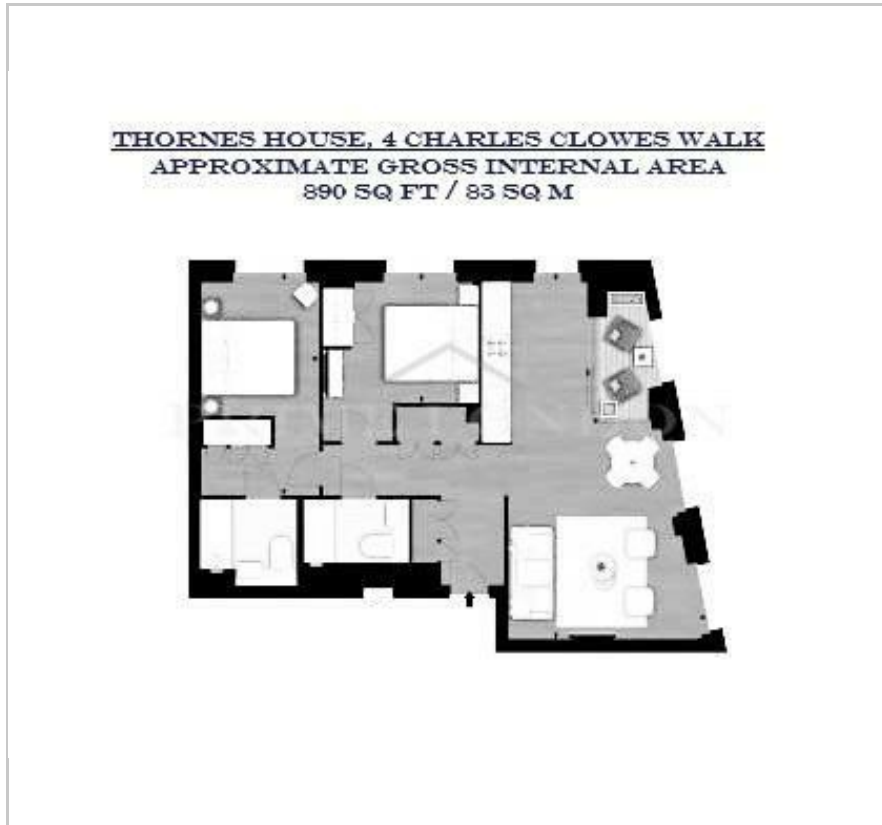 THORNES HOUSE, 4 CHARLES CLOWES WALK
APPROXIMATE GROSS INTERNAL AREA
890 SQ FT / 83 SQ M